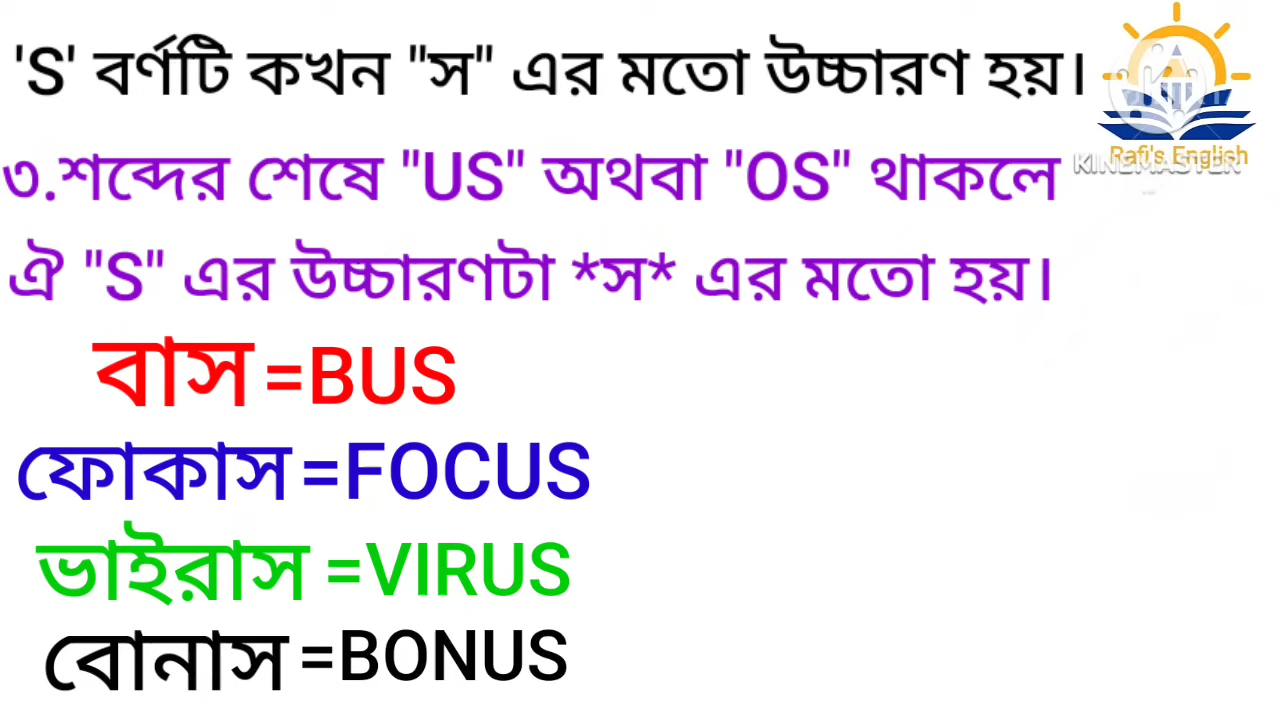 'S' বর্ণটি কখন "স" এর মতো উচ্চারণ হয়।
Rafi's English
KINEMASTER
৩.শব্দের শেষে "US" অথবা "OS" থাকলে
ঐ "S" এর উচ্চারণটা *স* এর মতো হয়।
বাস =BUS
ফোকাস =FOCUS
ভাইরাস =VIRUS
বোনাস =BONUS